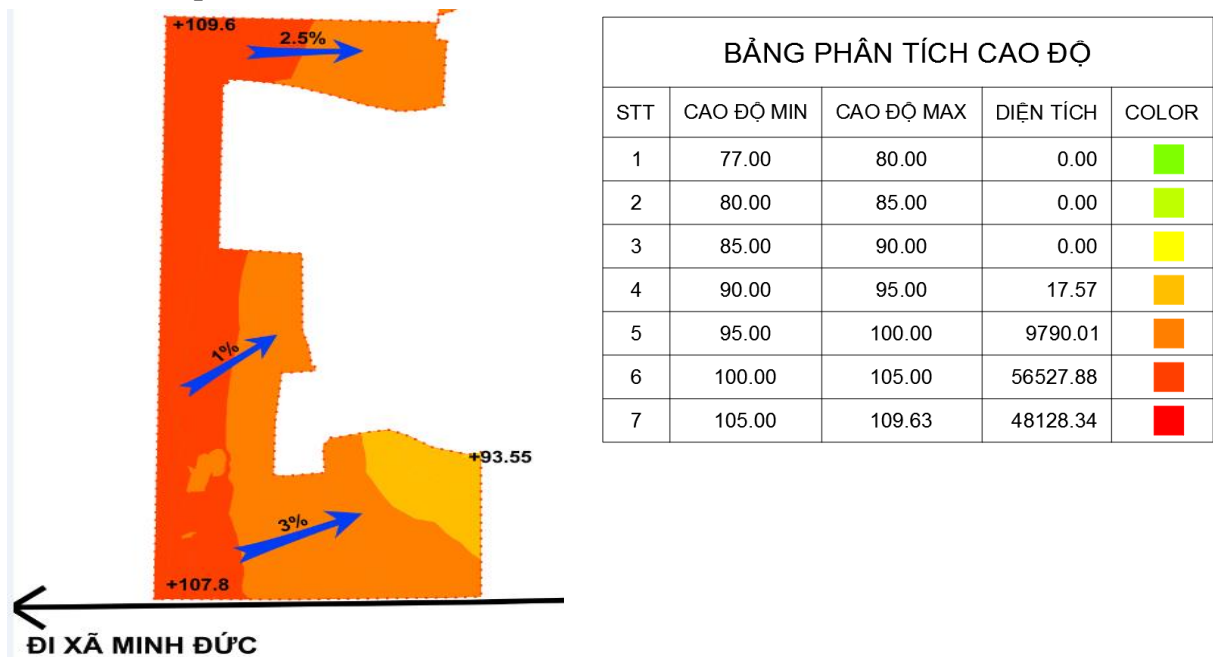 +109.6
2.5%
1%
+93.55
3%
+107.8
ĐI XÃ MINH ĐỨC
BẢNG PHÂN TÍCH CAO ĐỘ
STT CAO ĐỘ MIN CAO ĐỘ MAX DIỆN TÍCH COLOR
1 77.00 80.00 0.00
2 80.00 85.00 0.00
3 85.00 90.00 0.00
4 90.00 95.00 17.57
5 95.00 100.00 9790.01
6 100.00 105.00 56527.88
7 105.00 109.63 48128.34